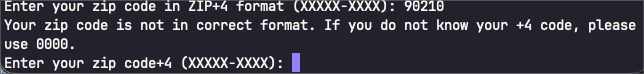 Enter your zip code in ZIP+4 format (XXXXX-XXXX): 90210
Your zip code is not in correct format. If you do not know your +4 code, please
use 0000.
Enter your zip code+4 (XXXXX-XXXX):